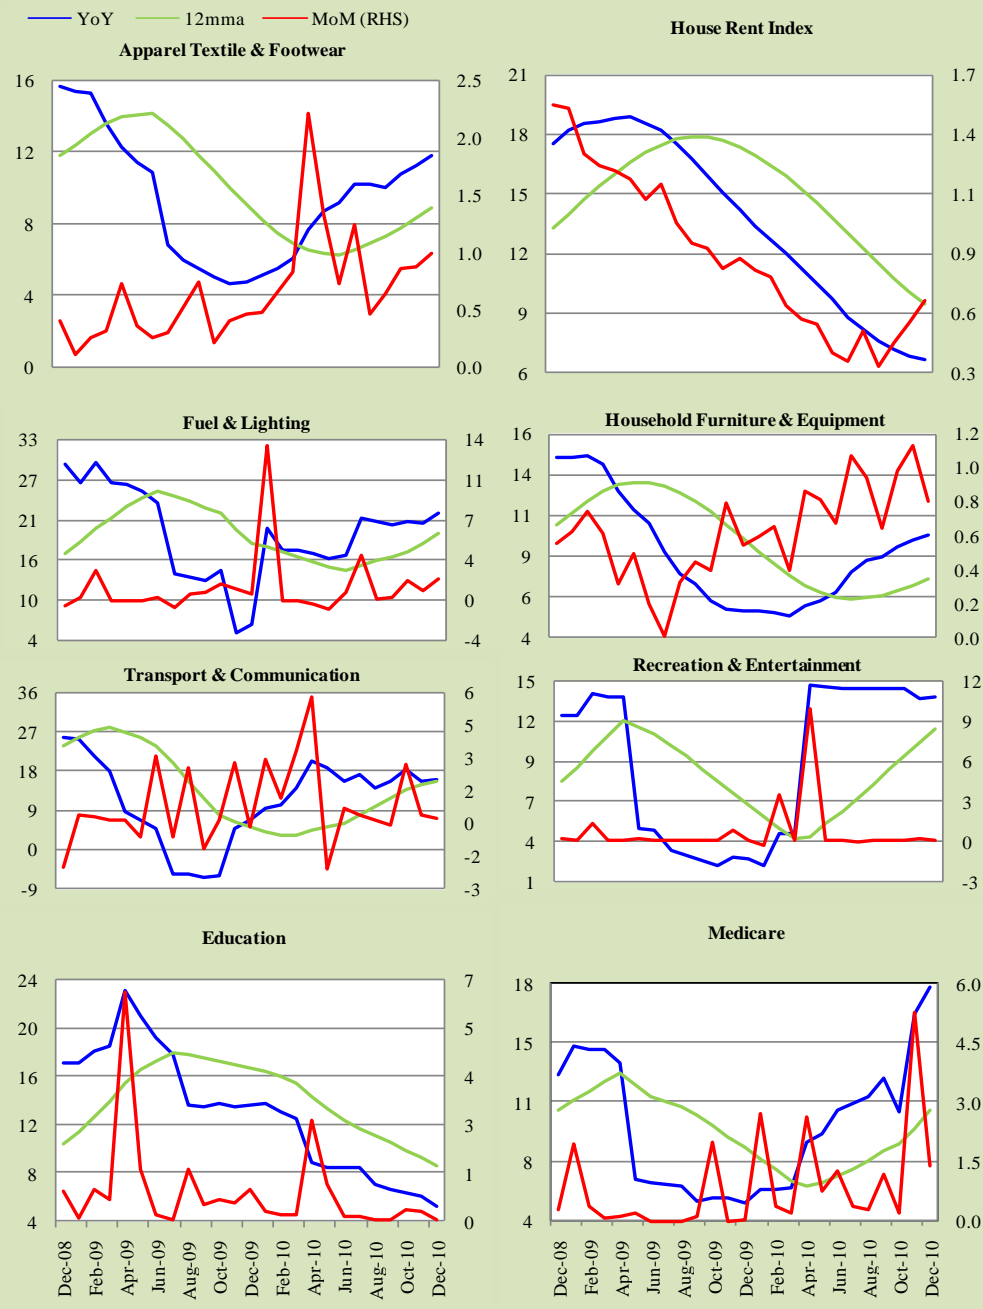 YoY 12mma MoM (RHS)
Apparel Textile & Footwear
16 12 8 4 0
2.5 2.0 1.5 1.0 0.5 0.0
House Rent Index
21 18 15 12 9 6
1.7 1.4 1.1 0.9 0.6 0.3
Fuel & Lighting
33 27 21 16 10 4
14 11 7 4 0 -4
Household Furniture & Equipment
16 14 11 9 6 4
1.2 1.0 0.8 0.6 0.4 0.2 0.0
Transport & Communication
36 27 18 9 0 -9
6 5 3 2 0 -2 -3
Recreation & Entertainment
15 12 9 7 4 1
12 9 6 3 0 -3
Education
24 20 16 12 8 4
7 5 4 3 1 0
Dec-08 Feb-09 Apr-09 Jun-09 Aug-09 Oct-09 Dec-09 Feb-10 Apr-10 Jun-10 Aug-10 Oct-10 Dec-10
Medicare
18 15 11 8 4
6.0 4.5 3.0 1.5 0.0
Dec-08 Feb-09 Apr-09 Jun-09 Aug-09 Oct-09 Dec-09 Feb-10 Apr-10 Jun-10 Aug-10 Oct-10 Dec-10